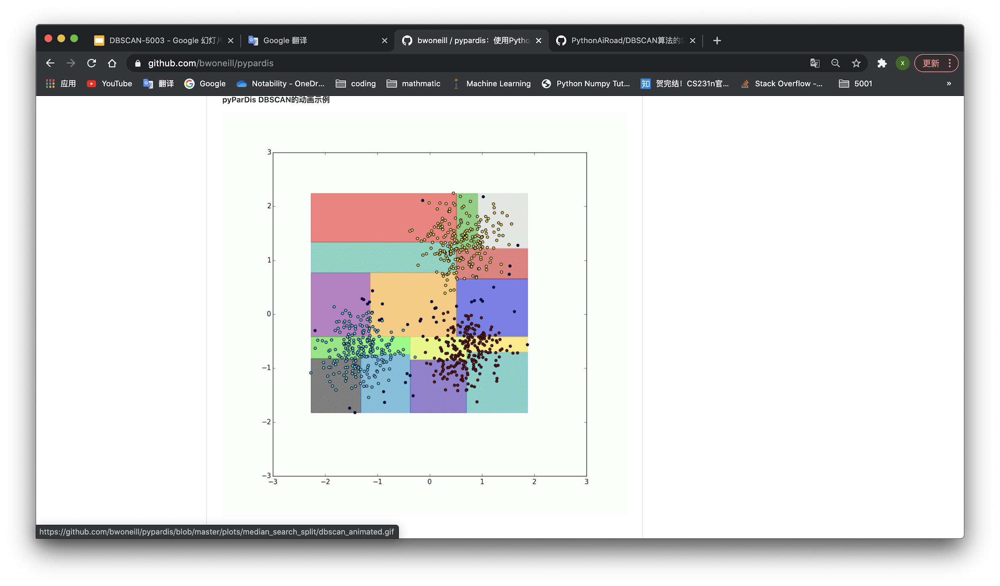 DBSCAN-5003 - Google 幻灯片
Google 翻译
bwoneill / pypardis：使用Pytho
PythonAiRoad/DBSCAN算法的S
github.com/bwoneill/pypardis
X
更新
应用
YouTube
翻译
Google
Notability - OneDr...
coding
mathmatic
Machine Learning
Python Numpy Tut...
知
贺完结！CS231n官...
Stack Overflow -...
5001
»
pyParDis DBSCAN的动画示例
3
2
1
0
−1
−2
−3
−3 −2 −1 0 1 2 3
https://github.com/bwoneill/pypardis/blob/master/plots/median_search_split/dbscan_animated.gif